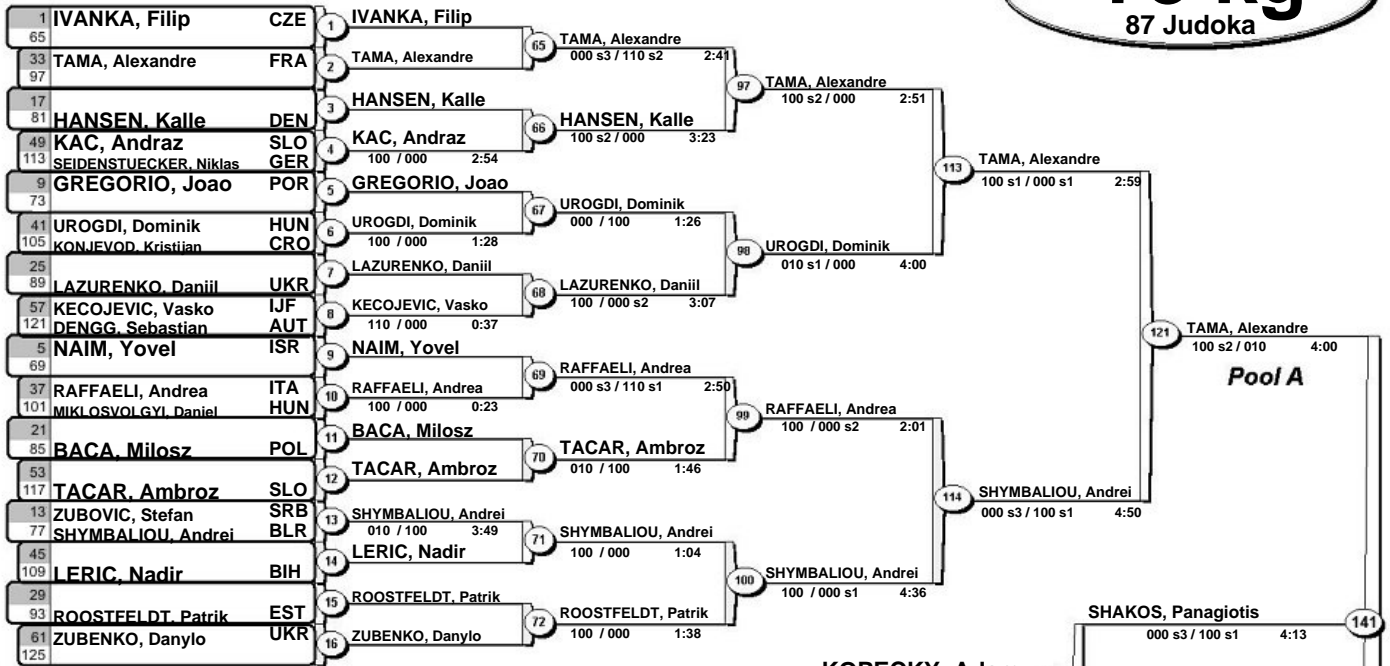 87 Judoka
1 IVANKA, Filip CZE
65
33 TAMA, Alexandre FRA
97
17
81 HANSEN, Kalle DEN
49 KAC, Andraz SLO
113 SEIDENSTUECKER, Niklas GER
9 GREGORIO, Joao POR
73
41 UROGDI, Dominik HUN
105 KONJEVOD, Kristijan CRO
25
89 LAZURENKO, Daniil UKR
57 KECOJEVIC, Vasko IJF
121 DENGG, Sebastian AUT
5 NAIM, Yovel ISR
69
37 RAFFAELI, Andrea ITA
101 MIKLOSVOLGYI, Daniel HUN
21
85 BACA, Milosz POL
53
117 TACAR, Ambroz SLO
13 ZUBOVIC, Stefan SRB
77 SHYMBALIOU, Andrei BLR
45
109 LERIC, Nadir BIH
29
93 ROOSTFELDT, Patrik EST
61 ZUBENKO, Danylo UKR
125
1 IVANKA, Filip
2 TAMA, Alexandre
3 HANSEN, Kalle
4 KAC, Andraz
100 / 000 2:54
5 GREGORIO, Joao
6 UROGDI, Dominik
100 / 000 1:28
7 LAZURENKO, Daniil
8 KECOJEVIC, Vasko
110 / 000 0:37
9 NAIM, Yovel
10 RAFFAELI, Andrea
100 / 000 0:23
11 BACA, Milosz
12 TACAR, Ambroz
13 SHYMBALIOU, Andrei
010 / 100 3:49
14 LERIC, Nadir
15 ROOSTFELDT, Patrik
16 ZUBENKO, Danylo
65 TAMA, Alexandre
000 s3 / 110 s2 2:41
66 HANSEN, Kalle
100 s2 / 000 3:23
67 UROGDI, Dominik
000 / 100 1:26
68 LAZURENKO, Daniil
100 / 000 s2 3:07
69 RAFFAELI, Andrea
000 s3 / 110 s1 2:50
70 TACAR, Ambroz
010 / 100 1:46
71 SHYMBALIOU, Andrei
100 / 000 1:04
72 ROOSTFELDT, Patrik
100 / 000 1:38
97 TAMA, Alexandre
100 s2 / 000 2:51
98 UROGDI, Dominik
010 s1 / 000 4:00
99 RAFFAELI, Andrea
100 / 000 s2 2:01
100 SHYMBALIOU, Andrei
100 / 000 s1 4:36
113 TAMA, Alexandre
100 s1 / 000 s1 2:59
114 SHYMBALIOU, Andrei
000 s3 / 100 s1 4:50
121 TAMA, Alexandre
100 s2 / 010 4:00
Pool A
SHAKOS, Panagiotis
000 s3 / 100 s1 4:13
141